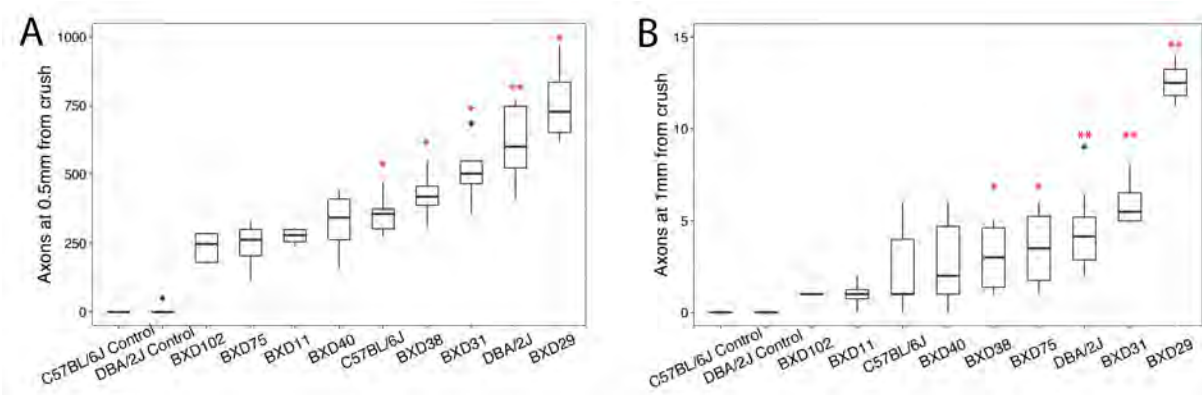 A
Axons at 0.5mm from crush
1000
750
500
250
0
* * * ** *
C57BL/6J Control
DBA/2J Control
BXD102
BXD75
BXD11
BXD40
C57BL/6J
BXD38
BXD31
DBA/2J
BXD29
B
Axons at 1mm from crush
15
10
5
0
* * ** ** **
C57BL/6J Control
DBA/2J Control
BXD102
BXD11
C57BL/6J
BXD40
BXD38
BXD75
DBA/2J
BXD31
BXD29